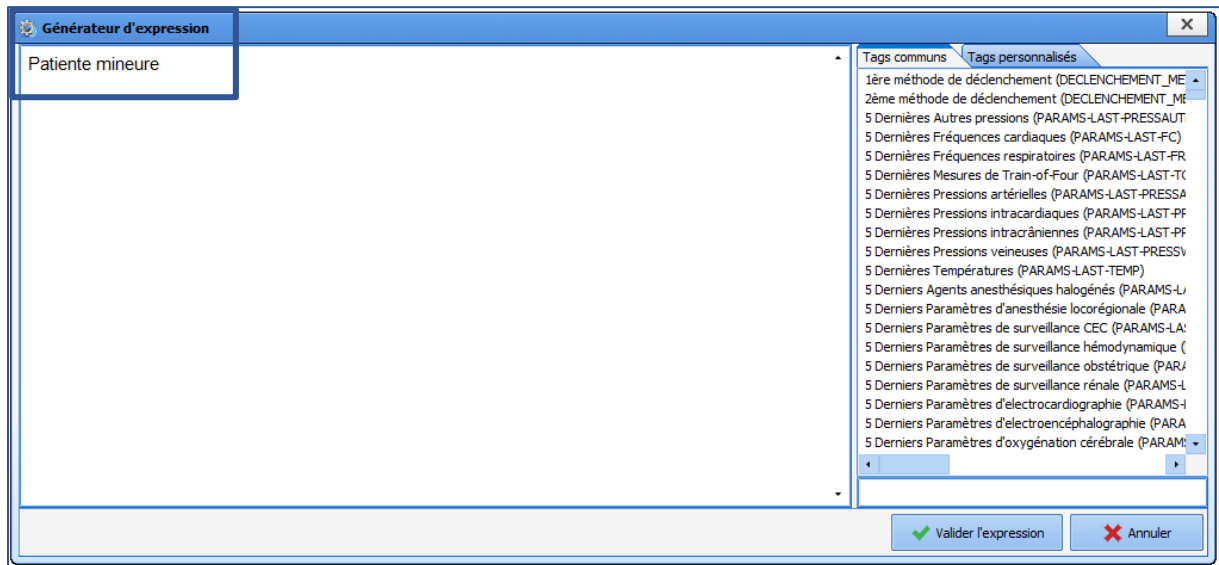 Générateur d'expression
Patiente mineure
Tags communs Tags personnalisés
1ère méthode de déclenchement (DECLENCHEMENT_ME
2ème méthode de déclenchement (DECLENCHEMENT_ME
5 Dernières Autres pressions (PARAMS-LAST-PRESSAUT
5 Dernières Fréquences cardiaques (PARAMS-LAST-FC)
5 Dernières Fréquences respiratoires (PARAMS-LAST-FR
5 Dernières Mesures de Train-of-Four (PARAMS-LAST-TO
5 Dernières Pressions artérielles (PARAMS-LAST-PRESSA
5 Dernières Pressions intracardiaques (PARAMS-LAST-PR
5 Dernières Pressions intracrâniennes (PARAMS-LAST-PR
5 Dernières Pressions veineuses (PARAMS-LAST-PRESSV
5 Dernières Températures (PARAMS-LAST-TEMP)
5 Derniers Agents anesthésiques halogénés (PARAMS-LA
5 Derniers Paramètres d'anesthésie locorégionale (PARA
5 Derniers Paramètres de surveillance CEC (PARAMS-LAS
5 Derniers Paramètres de surveillance hémodynamique (
5 Derniers Paramètres de surveillance obstétrique (PARA
5 Derniers Paramètres de surveillance rénale (PARAMS-L
5 Derniers Paramètres d'electrocardiographie (PARAMS-
5 Derniers Paramètres d'electroencéphalographie (PARA
5 Derniers Paramètres d'oxygénation cérébrale (PARAMS
Valider l'expression Annuler